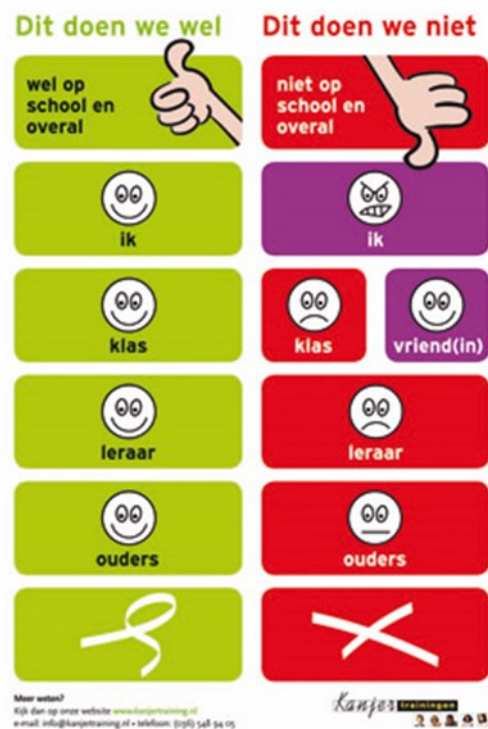 Dit doen we wel
wel op
school en
overal
ik
klas
leraar
ouders
Dit doen we niet
niet op
school en
overal
ik
klas
vriend(in)
leraar
ouders
Meer weten?
Kijk dan op onze website www.kanjertraining.nl
e-mail: info@kanjertraining.nl • telefoon: (036) 548 94 05
Kanjer trainingen